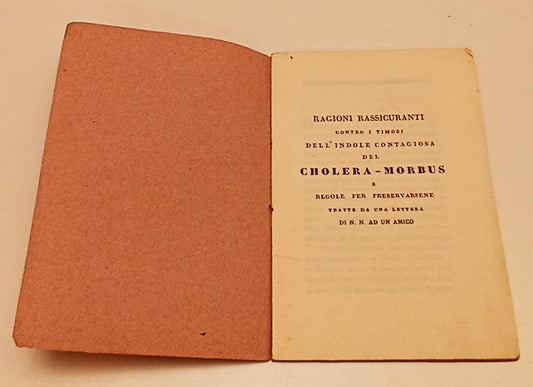 RAGIONI RASSICURANTI
CONTRO I TIMORI
DELL'INDOLE CONTAGIOSA
DEL
CHOLERA-MORBUS
E
REGOLE PER PRESERVARSENE
TRATTE DA UNA LETTERA
DI N. N. AD UN AMICO